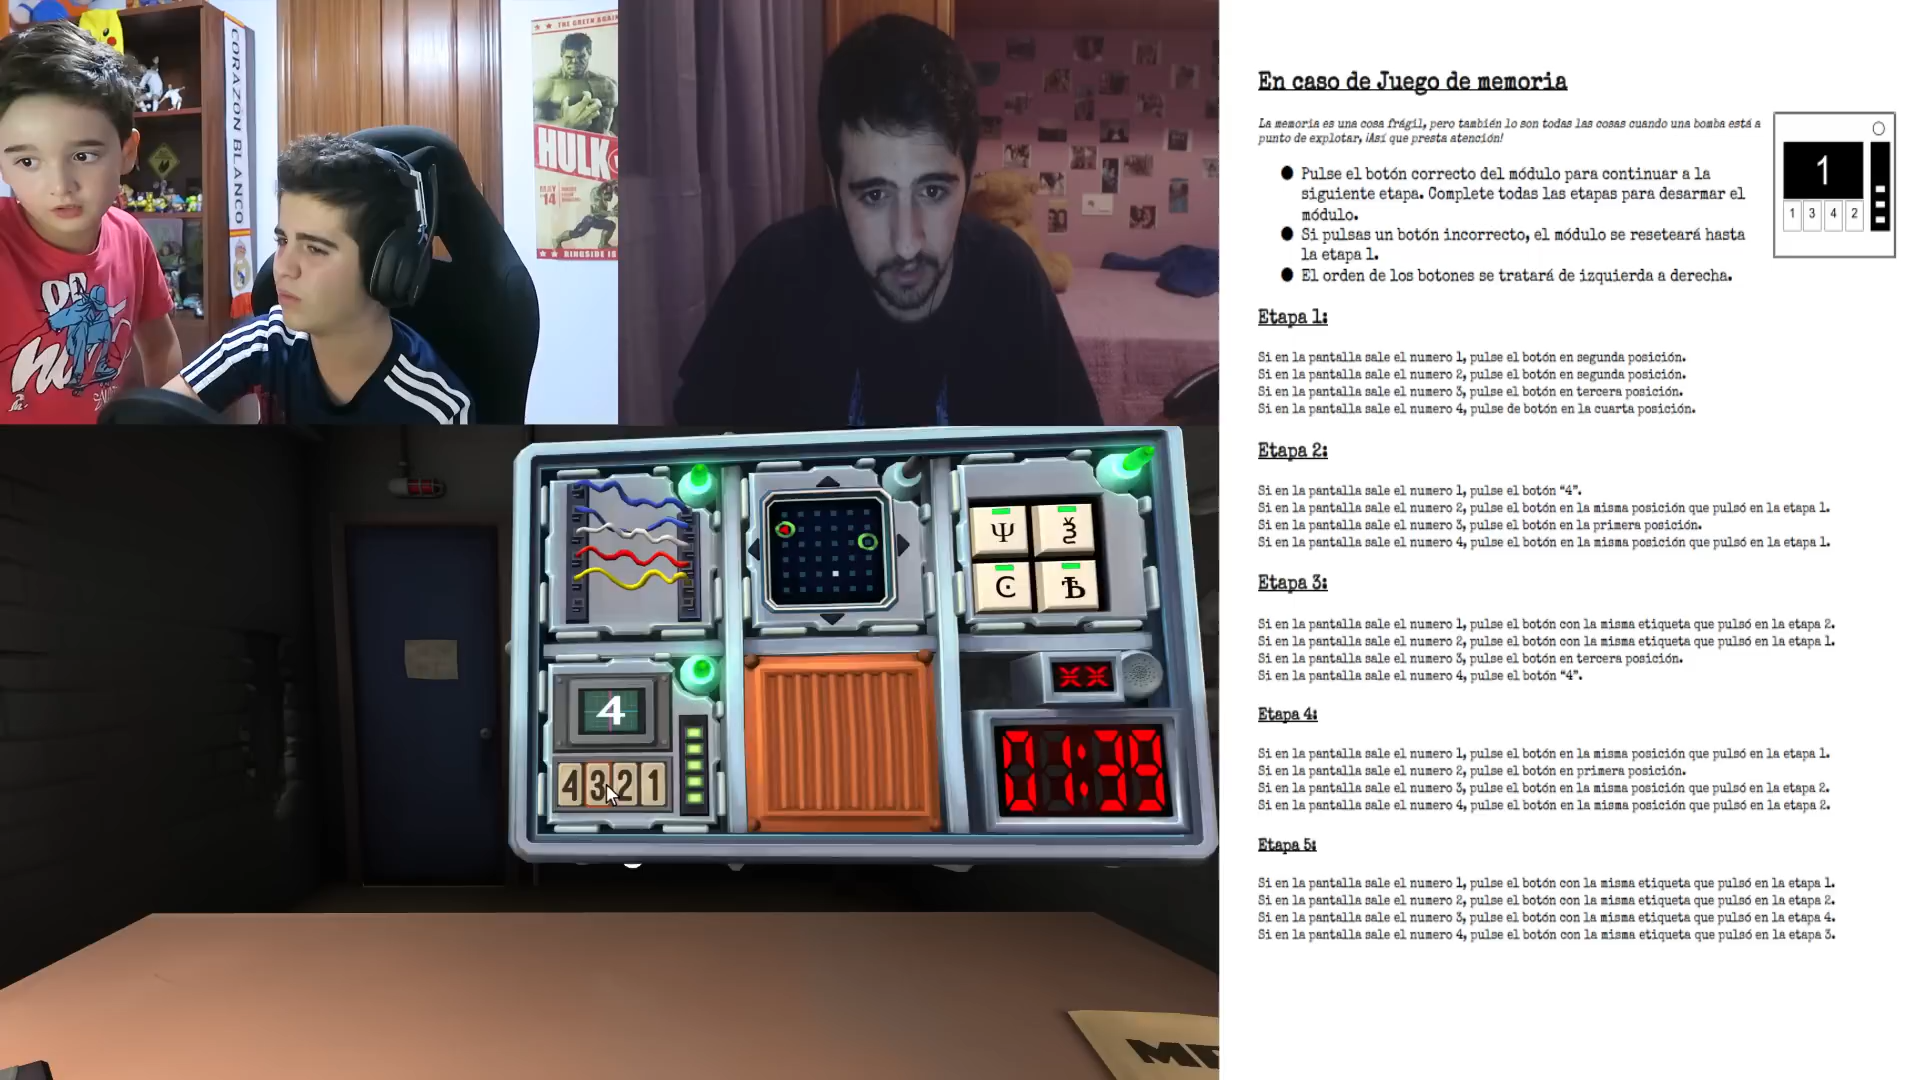 THE GREEN AGAIN
CORAZÓN BLANCO
HULK
MAY
'14
RINGSIDE IS
Ψ
Ѯ
Ͼ
Ѣ
4
4 3 2 1
XX
01:39
En caso de Juego de memoria
La memoria es una cosa frágil, pero también lo son todas las cosas cuando una bomba está a
punto de explotar, ¡Así que presta atención!
1
1 3 4 2
● Pulse el botón correcto del módulo para continuar a la
siguiente etapa. Complete todas las etapas para desarmar el
módulo.
● Si pulsas un botón incorrecto, el módulo se reseteará hasta
la etapa 1.
● El orden de los botones se tratará de izquierda a derecha.
Etapa 1:
Si en la pantalla sale el numero 1, pulse el botón en segunda posición.
Si en la pantalla sale el numero 2, pulse el botón en segunda posición.
Si en la pantalla sale el numero 3, pulse el botón en tercera posición.
Si en la pantalla sale el numero 4, pulse de botón en la cuarta posición.
Etapa 2:
Si en la pantalla sale el numero 1, pulse el botón “4”.
Si en la pantalla sale el numero 2, pulse el botón en la misma posición que pulsó en la etapa 1.
Si en la pantalla sale el numero 3, pulse el botón en la primera posición.
Si en la pantalla sale el numero 4, pulse el botón en la misma posición que pulsó en la etapa 1.
Etapa 3:
Si en la pantalla sale el numero 1, pulse el botón con la misma etiqueta que pulsó en la etapa 2.
Si en la pantalla sale el numero 2, pulse el botón con la misma etiqueta que pulsó en la etapa 1.
Si en la pantalla sale el numero 3, pulse el botón en tercera posición.
Si en la pantalla sale el numero 4, pulse el botón “4”.
Etapa 4:
Si en la pantalla sale el numero 1, pulse el botón en la misma posición que pulsó en la etapa 1.
Si en la pantalla sale el numero 2, pulse el botón en primera posición.
Si en la pantalla sale el numero 3, pulse el botón en la misma posición que pulsó en la etapa 2.
Si en la pantalla sale el numero 4, pulse el botón en la misma posición que pulsó en la etapa 2.
Etapa 5:
Si en la pantalla sale el numero 1, pulse el botón con la misma etiqueta que pulsó en la etapa 1.
Si en la pantalla sale el numero 2, pulse el botón con la misma etiqueta que pulsó en la etapa 2.
Si en la pantalla sale el numero 3, pulse el botón con la misma etiqueta que pulsó en la etapa 4.
Si en la pantalla sale el numero 4, pulse el botón con la misma etiqueta que pulsó en la etapa 3.